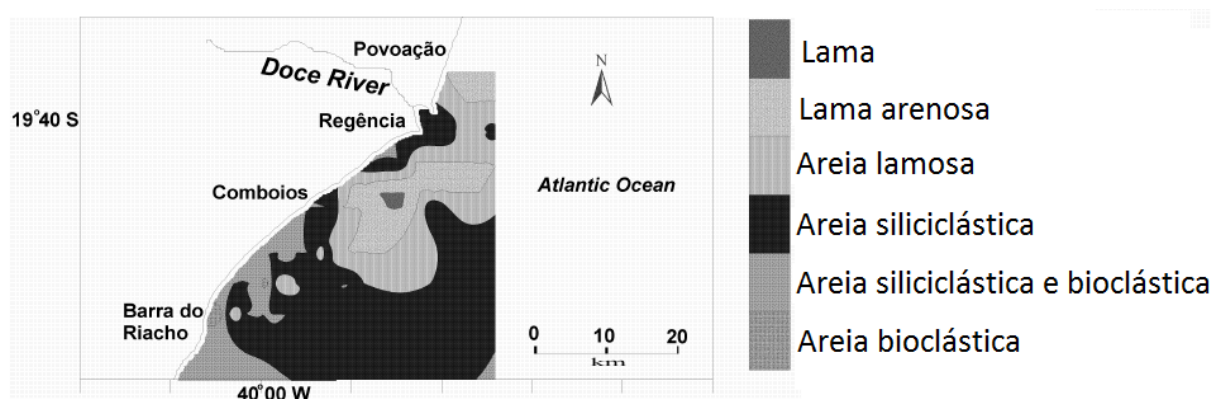 Povoação
Doce River
N
19°40 S
Regência
Comboios
Atlantic Ocean
Barra do
Riacho
0 10 20
km
40°00 W
Lama
Lama arenosa
Areia lamosa
Areia siliciclástica
Areia siliciclástica e bioclástica
Areia bioclástica